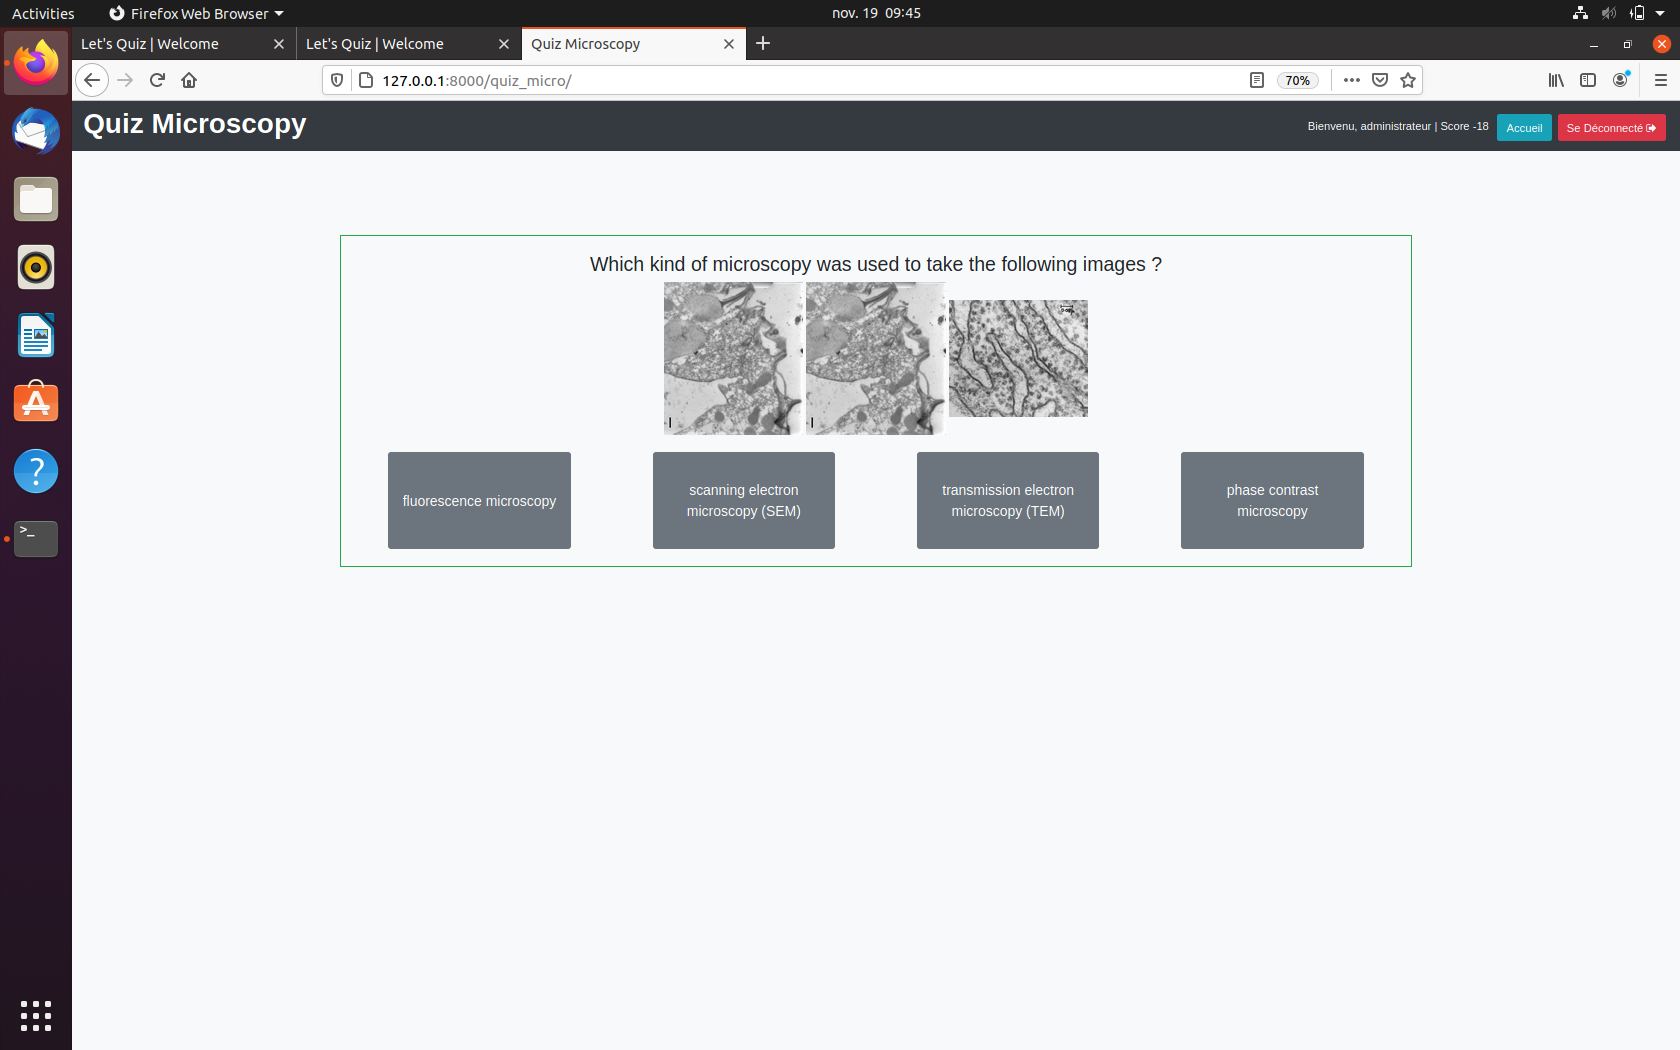 Activities
Firefox Web Browser
nov. 19 09:45
Let's Quiz | Welcome
Let's Quiz | Welcome
Quiz Microscopy
127.0.0.1:8000/quiz_micro/
70%
Quiz Microscopy
Bienvenu, administrateur | Score -18
Accueil
Se Déconnecté
Which kind of microscopy was used to take the following images ?
fluorescence microscopy
scanning electron
microscopy (SEM)
transmission electron
microscopy (TEM)
phase contrast
microscopy